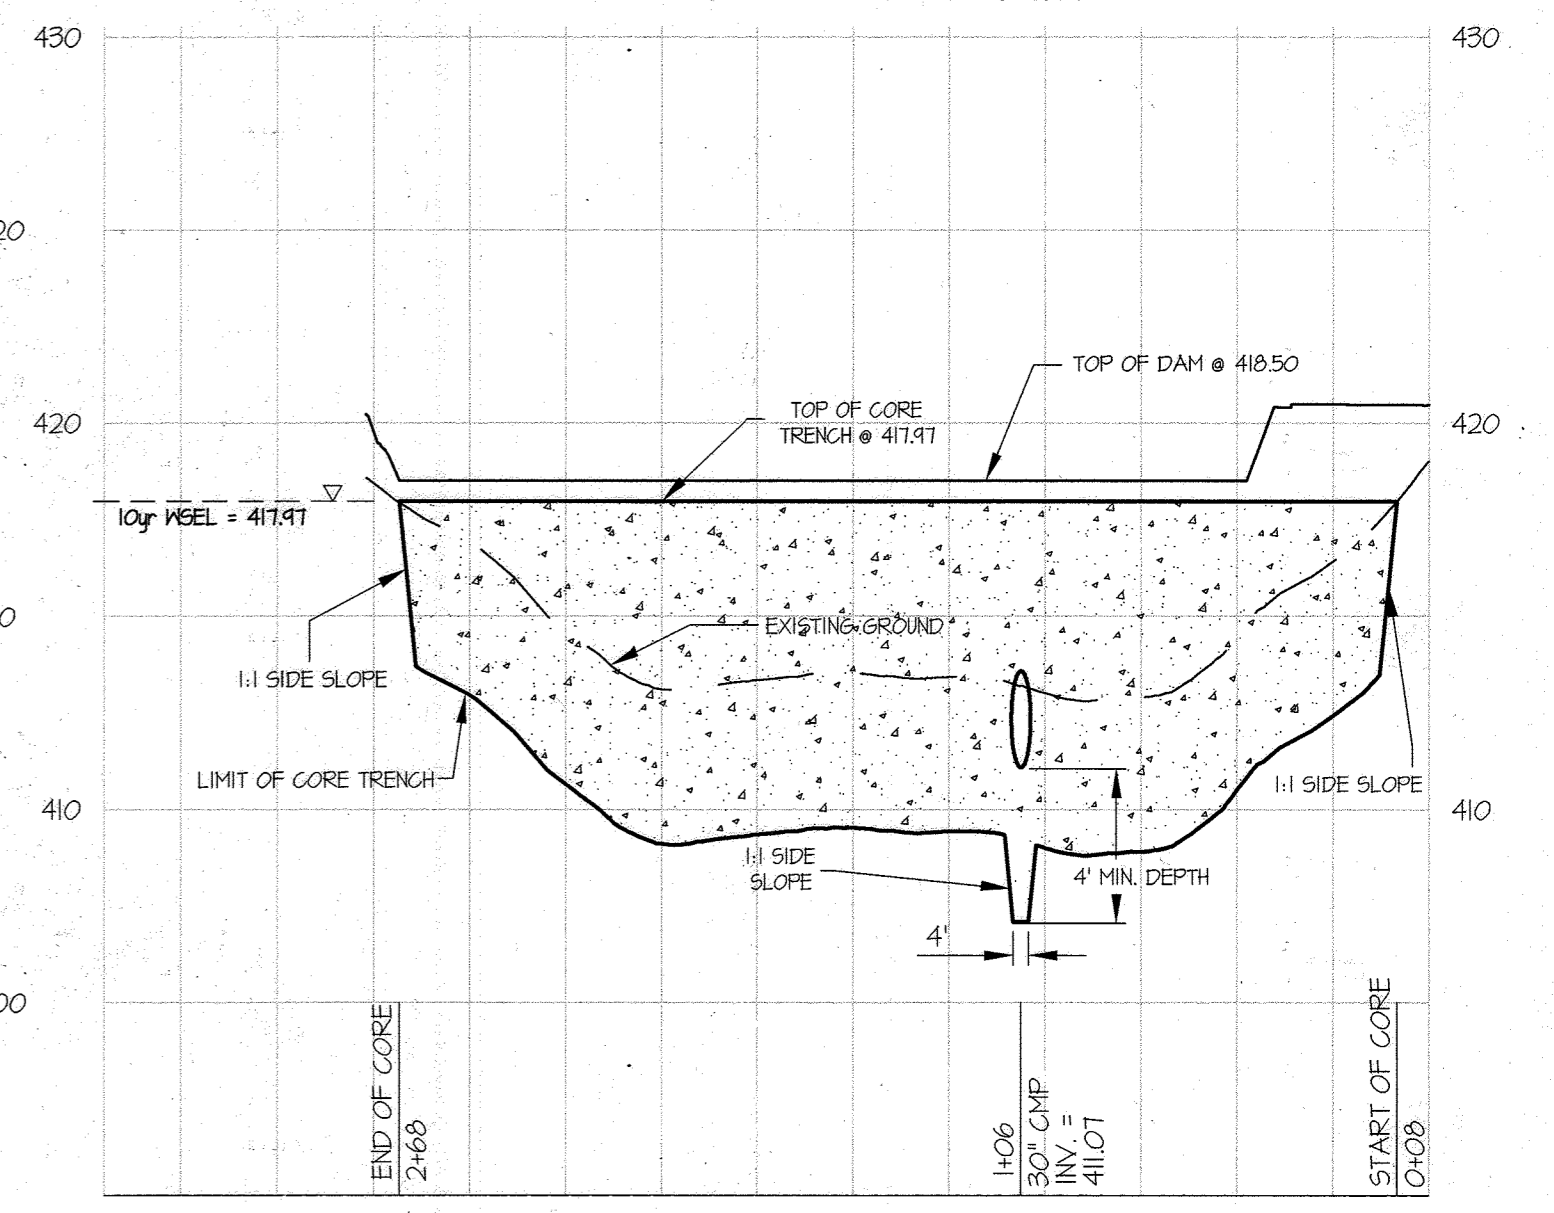 430
430
20
TOP OF DAM @ 418.50
420
TOP OF CORE
TRENCH @ 417.97
420
10yr WSEL = 417.97
0
EXISTING GROUND
1:1 SIDE SLOPE
LIMIT OF CORE TRENCH
1:1 SIDE SLOPE
410
410
1:1 SIDE
SLOPE
4' MIN. DEPTH
4'
00
END OF CORE
2+68
1+06
30" CMP
INV. =
411.07
START OF CORE
0+08